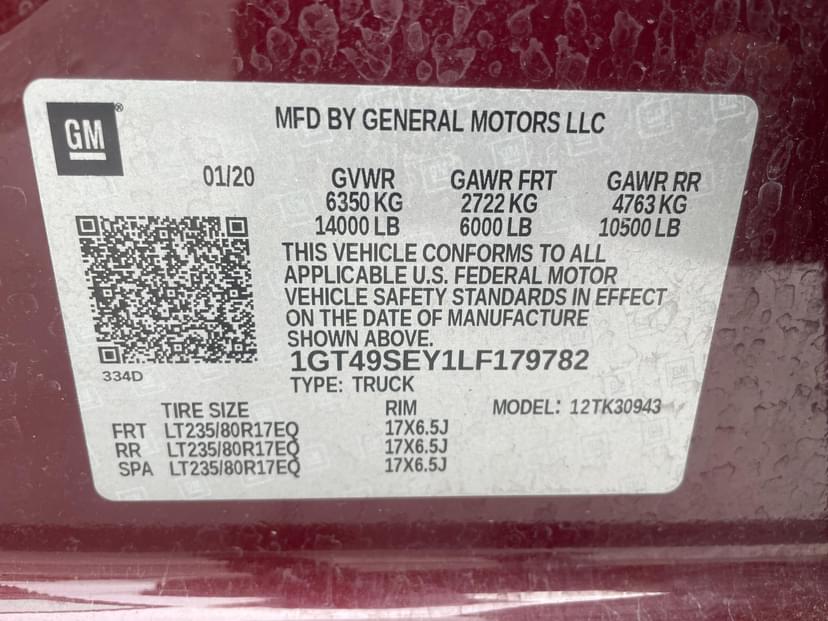 GM®
MFD BY GENERAL MOTORS LLC
01/20 GVWR GAWR FRT GAWR RR
6350 KG 2722 KG 4763 KG
14000 LB 6000 LB 10500 LB
THIS VEHICLE CONFORMS TO ALL
APPLICABLE U.S. FEDERAL MOTOR
VEHICLE SAFETY STANDARDS IN EFFECT
ON THE DATE OF MANUFACTURE
SHOWN ABOVE.
1GT49SEY1LF179782
334D
TYPE: TRUCK
TIRE SIZE RIM MODEL: 12TK30943
FRT LT235/80R17EQ 17X6.5J
RR LT235/80R17EQ 17X6.5J
SPA LT235/80R17EQ 17X6.5J